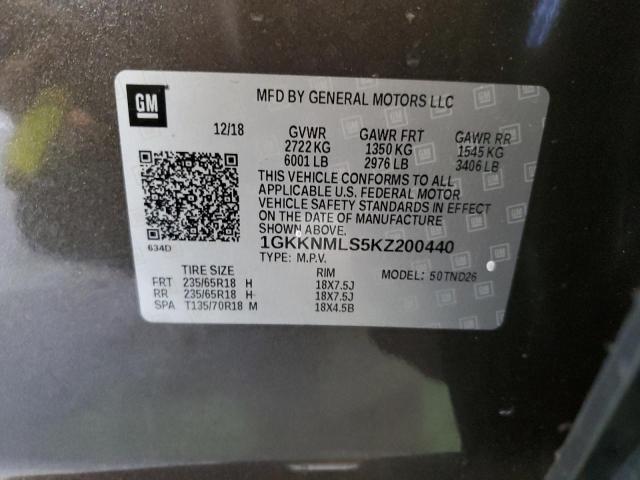 GM
MFD BY GENERAL MOTORS LLC
12/18 GVWR GAWR FRT GAWR RR
2722 KG 1350 KG 1545 KG
6001 LB 2976 LB 3406 LB
THIS VEHICLE CONFORMS TO ALL
APPLICABLE U.S. FEDERAL MOTOR
VEHICLE SAFETY STANDARDS IN EFFECT
ON THE DATE OF MANUFACTURE
SHOWN ABOVE.
634D
1GKKNMLS5KZ200440
TYPE: M.P.V. MODEL: 50TND26
TIRE SIZE RIM
FRT 235/65R18 H 18X7.5J
RR 235/65R18 H 18X7.5J
SPA T135/70R18 M 18X4.5B